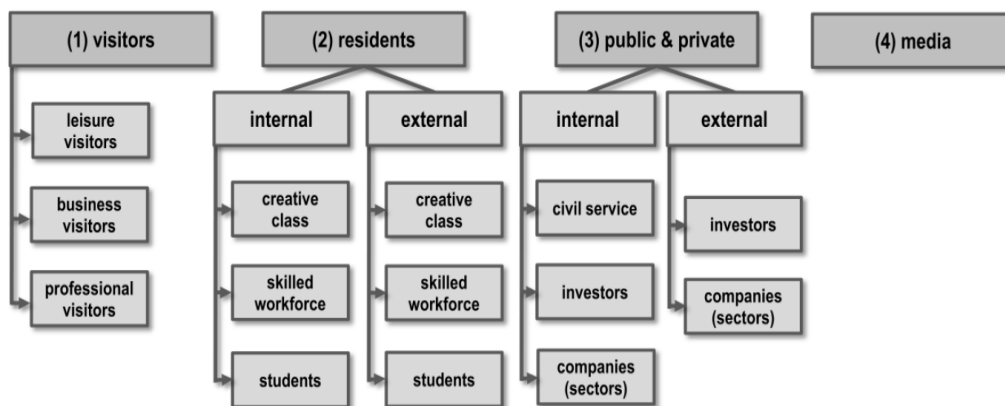 (1) visitors
(2) residents
(3) public & private
(4) media
leisure
visitors
business
visitors
professional
visitors
internal
external
creative
class
skilled
workforce
students
creative
class
skilled
workforce
students
internal
external
civil service
investors
companies
(sectors)
investors
companies
(sectors)